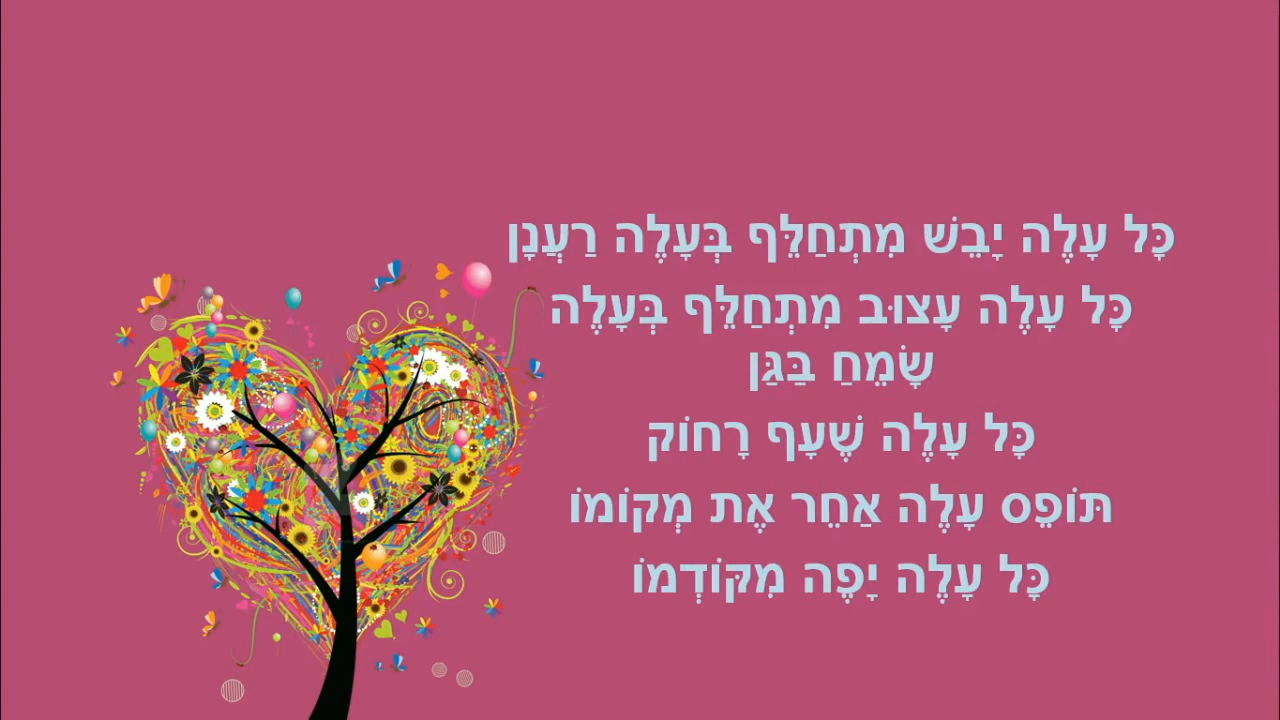 כָּל עָלֶה יָבֵשׁ מִתְחַלֵּף בְּעָלֶה רַעֲנָן
כָּל עָלֶה עָצוּב מִתְחַלֵּף בְּעָלֶה
שָׂמֵחַ בַּגַּן
כָּל עָלֶה שֶׁעָף רָחוֹק
תּוֹפֵס עָלֶה אַחֵר אֶת מְקוֹמוֹ
כָּל עָלֶה יָפֶה מִקּוֹדְמוֹ